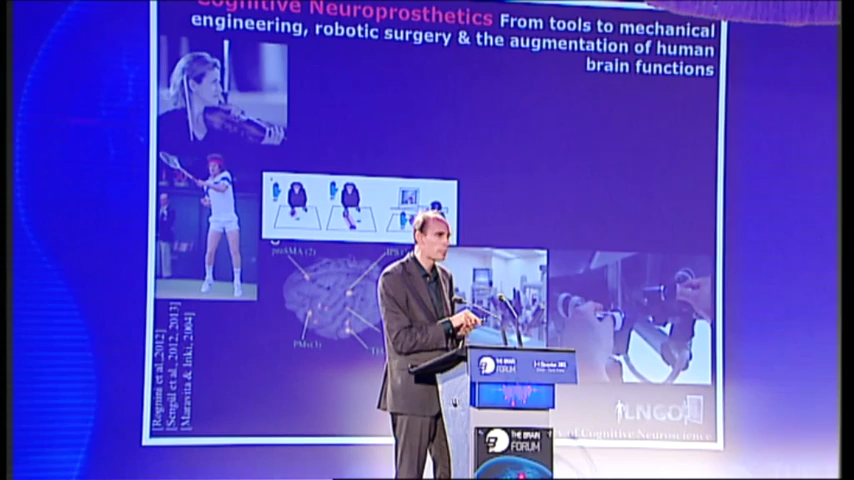 Cognitive Neuroprosthetics From tools to mechanical
engineering, robotic surgery & the augmentation of human
brain functions
preSMA (2)
[Rognini et al.,2012]
[Sengül et al., 2012, 2013]
[Maravita & Iriki, 2004]
THE BRAIN
FORUM
LNCO
of Cognitive Neuroscience
THE BRAIN
FORUM